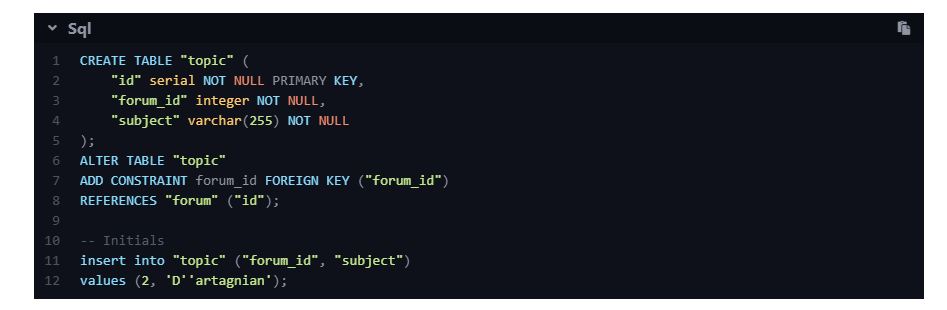 Sql
1 CREATE TABLE "topic" (
2     "id" serial NOT NULL PRIMARY KEY,
3     "forum_id" integer NOT NULL,
4     "subject" varchar(255) NOT NULL
5 );
6 ALTER TABLE "topic"
7 ADD CONSTRAINT forum_id FOREIGN KEY ("forum_id")
8 REFERENCES "forum" ("id");
9
10 -- Initials
11 insert into "topic" ("forum_id", "subject")
12 values (2, 'D''artagnian');